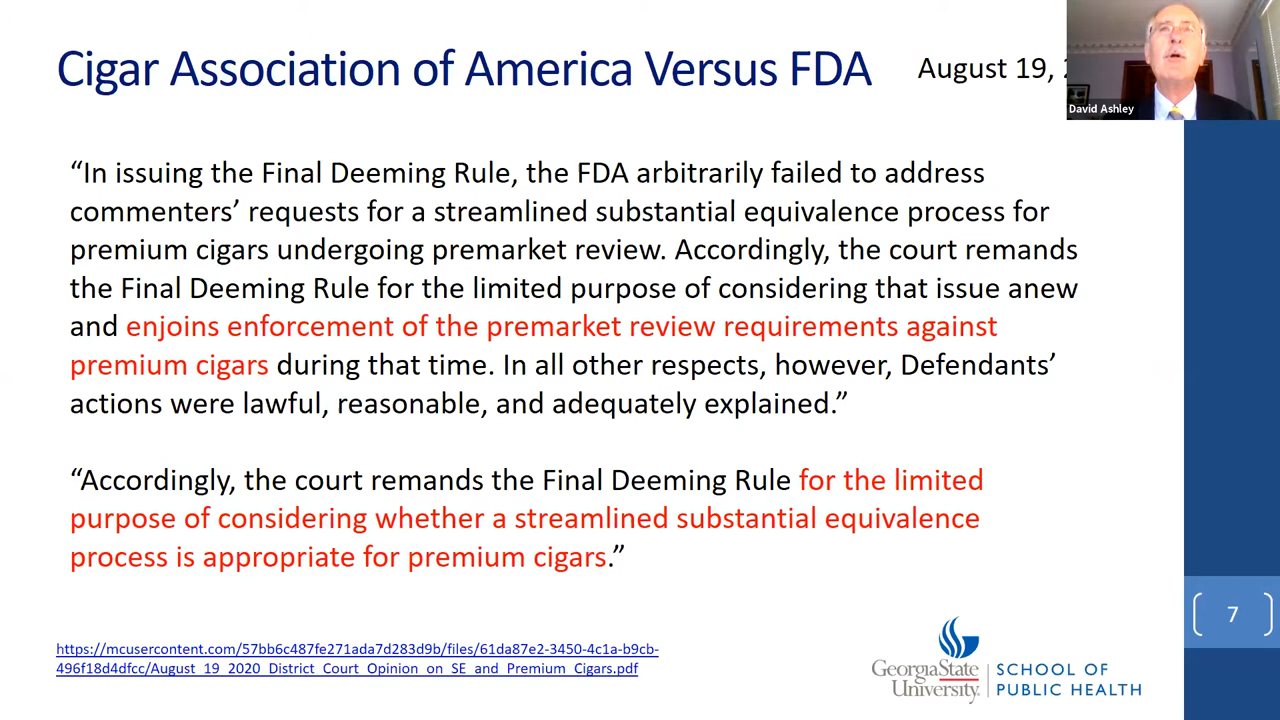 Cigar Association of America Versus FDA
August 19,
David Ashley
“In issuing the Final Deeming Rule, the FDA arbitrarily failed to address
commenters’ requests for a streamlined substantial equivalence process for
premium cigars undergoing premarket review. Accordingly, the court remands
the Final Deeming Rule for the limited purpose of considering that issue anew
and enjoins enforcement of the premarket review requirements against
premium cigars during that time. In all other respects, however, Defendants’
actions were lawful, reasonable, and adequately explained.”
“Accordingly, the court remands the Final Deeming Rule for the limited
purpose of considering whether a streamlined substantial equivalence
process is appropriate for premium cigars.”
7
https://mcusercontent.com/57bb6c487fe271ada7d283d9b/files/61da87e2-3450-4c1a-b9cb-
496f18d4dfcc/August_19_2020_District_Court_Opinion_on_SE_and_Premium_Cigars.pdf
GeorgiaState
University.
SCHOOL OF
PUBLIC HEALTH